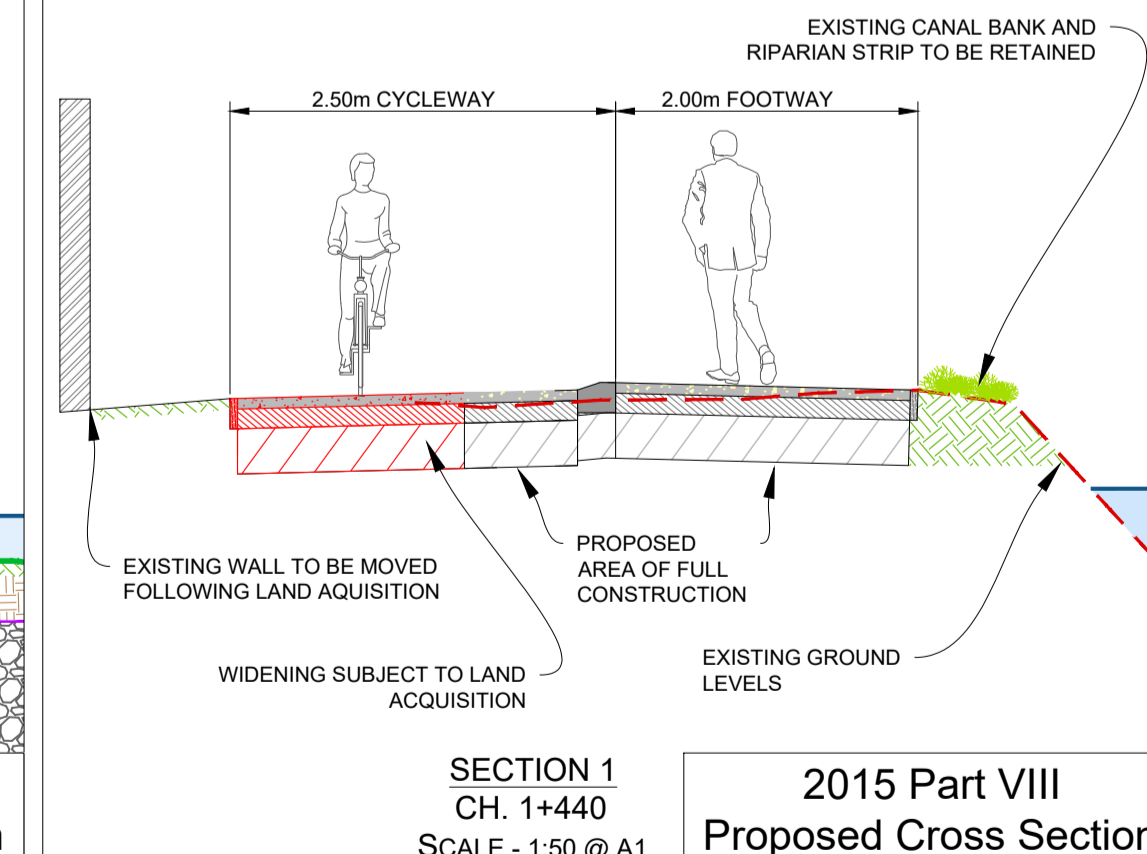 EXISTING CANAL BANK AND
RIPARIAN STRIP TO BE RETAINED
2.50m CYCLEWAY
2.00m FOOTWAY
EXISTING WALL TO BE MOVED
FOLLOWING LAND AQUISITION
PROPOSED
AREA OF FULL
CONSTRUCTION
WIDENING SUBJECT TO LAND
ACQUISITION
EXISTING GROUND
LEVELS
SECTION 1
CH. 1+440
SCALE - 1:50 @ A1
2015 Part VIII
Proposed Cross Section